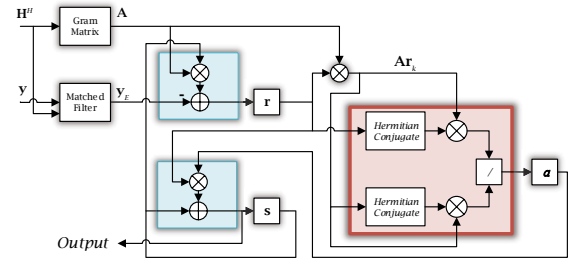 H^H
Gram
Matrix
A
y
Matched
Filter
y_E
-
r
Ar_k
Hermitian
Conjugate
/
a
Hermitian
Conjugate
s
Output